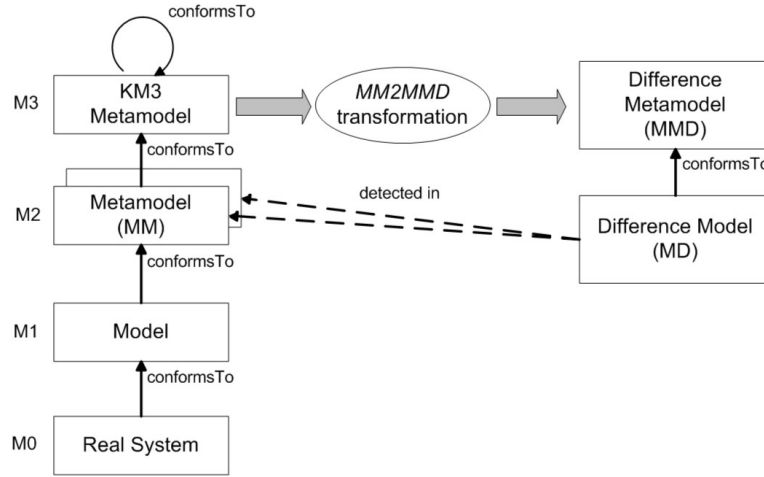 conformsTo
M3
KM3
Metamodel
MM2MMD
transformation
Difference
Metamodel
(MMD)
conformsTo
conformsTo
M2
Metamodel
(MM)
detected in
Difference Model
(MD)
conformsTo
M1
Model
conformsTo
M0
Real System